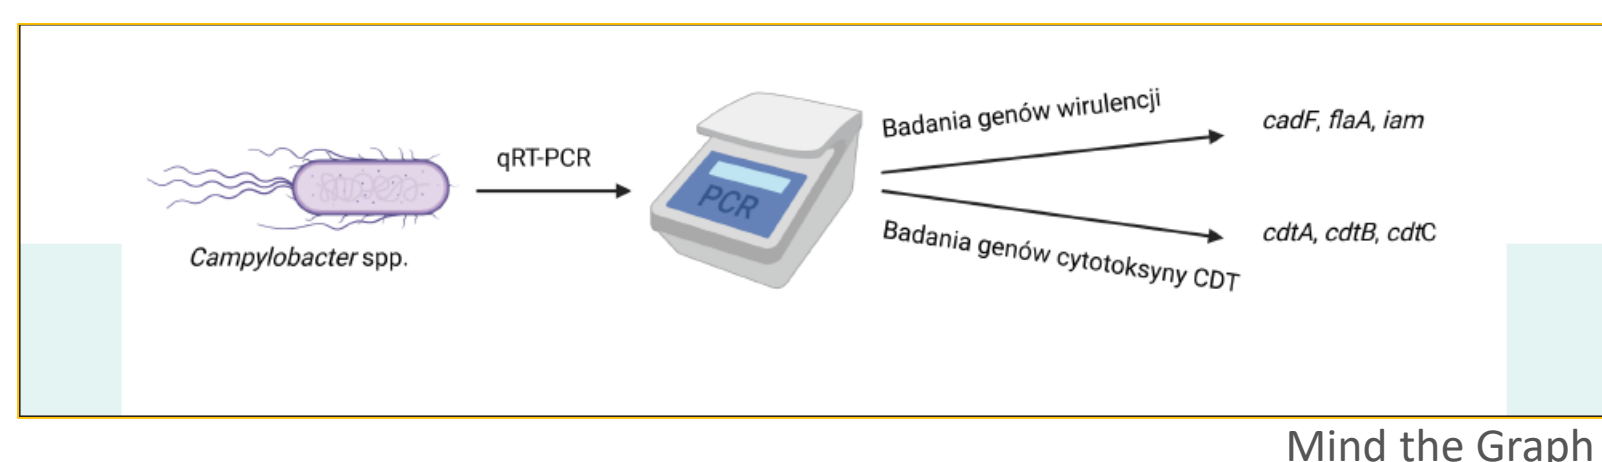 Badania genów wirulencji
cadF, flaA, iam
qRT-PCR
PCR
Campylobacter spp.
Badania genów cytotoksyny CDT
cdtA, cdtB, cdtC
Mind the Graph